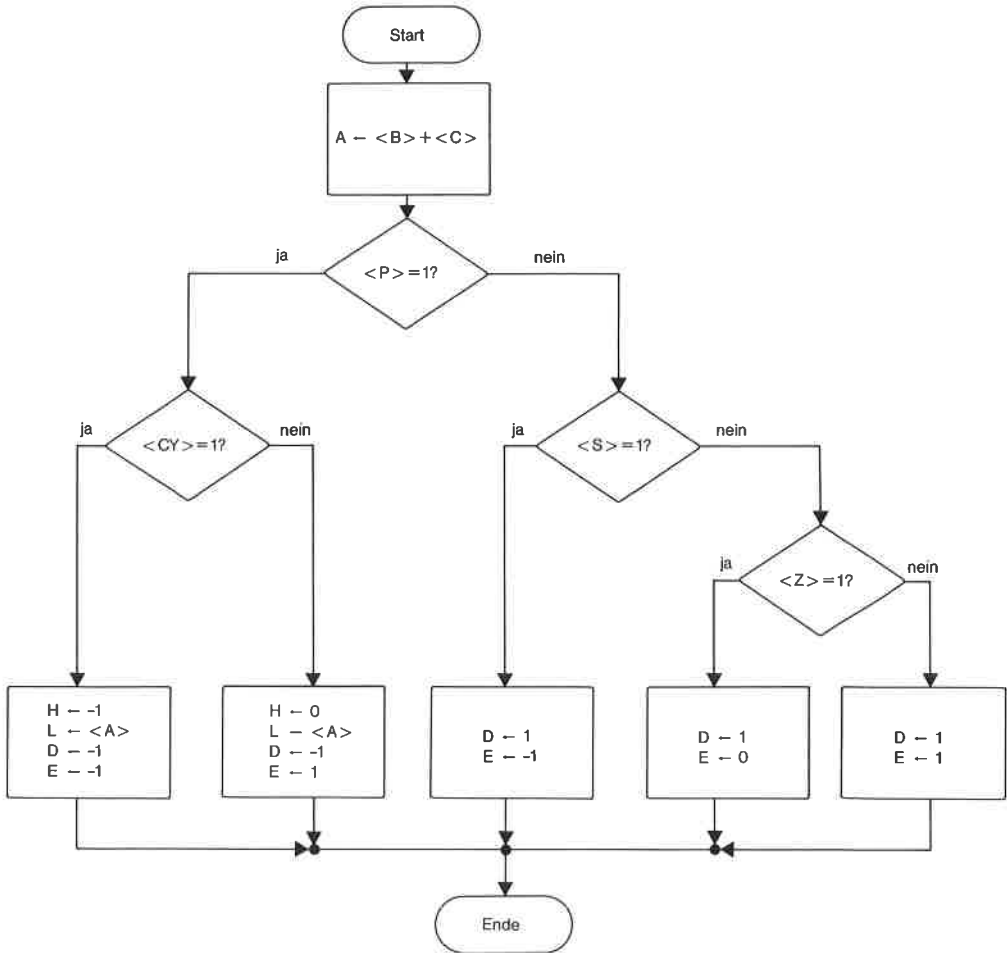 Start
A ← <B> + <C>
ja
nein
<P> = 1?
ja
nein
<CY> = 1?
ja
nein
<S> = 1?
ja
nein
<Z> = 1?
H ← -1
L ← <A>
D ← -1
E ← -1
H ← 0
L — <A>
D ← -1
E ← 1
D ← 1
E ← -1
D ← 1
E ← 0
D ← 1
E ← 1
Ende